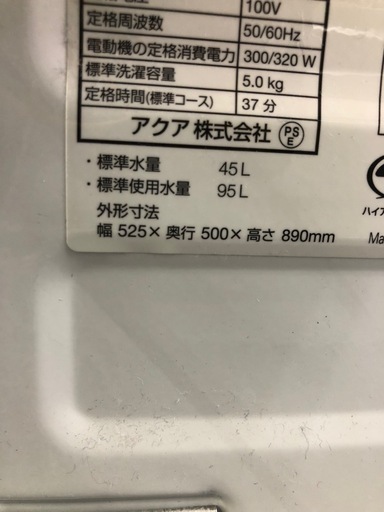 100V
定格周波数 50/60Hz
電動機の定格消費電力 300/320 W
標準洗濯容量 5.0 kg
定格時間(標準コース) 37 分
アクア 株式会社 PSE
・標準水量 45L
・標準使用水量 95L
外形寸法
幅 525× 奥行 500× 高さ 890mm
ハイア
Ma